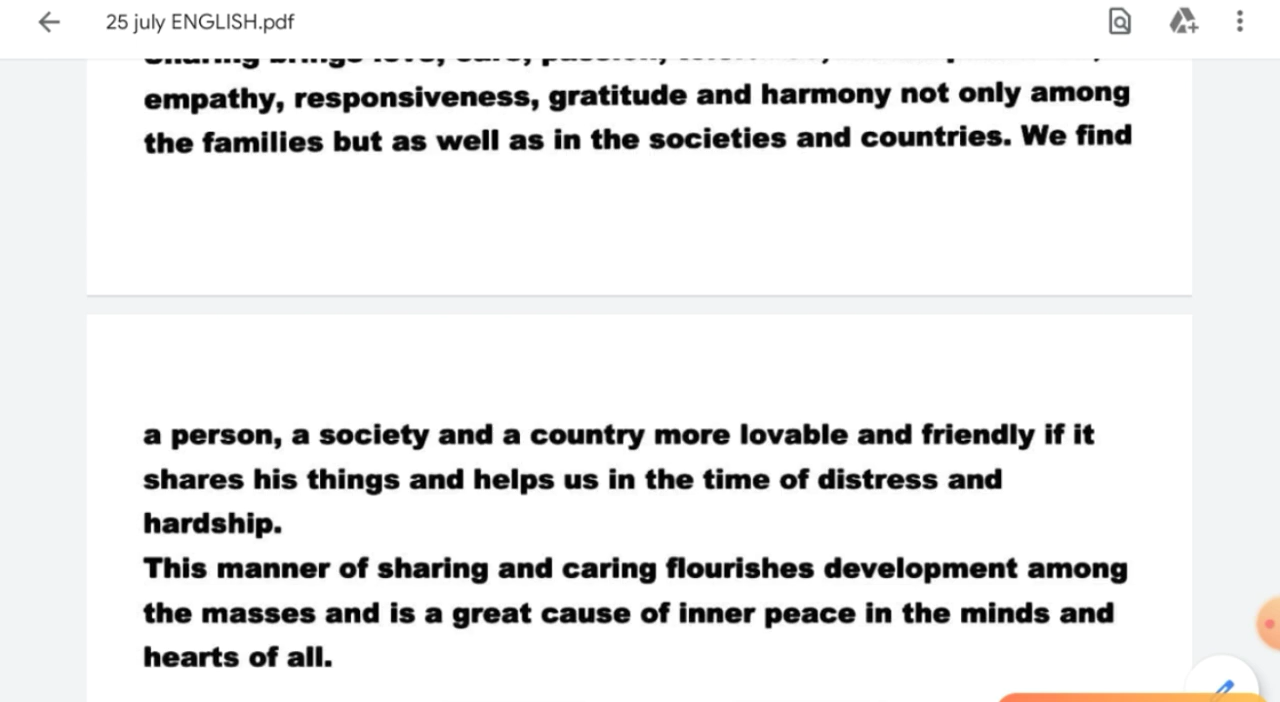 25 july ENGLISH.pdf
empathy, responsiveness, gratitude and harmony not only among
the families but as well as in the societies and countries. We find
a person, a society and a country more lovable and friendly if it
shares his things and helps us in the time of distress and
hardship.
This manner of sharing and caring flourishes development among
the masses and is a great cause of inner peace in the minds and
hearts of all.